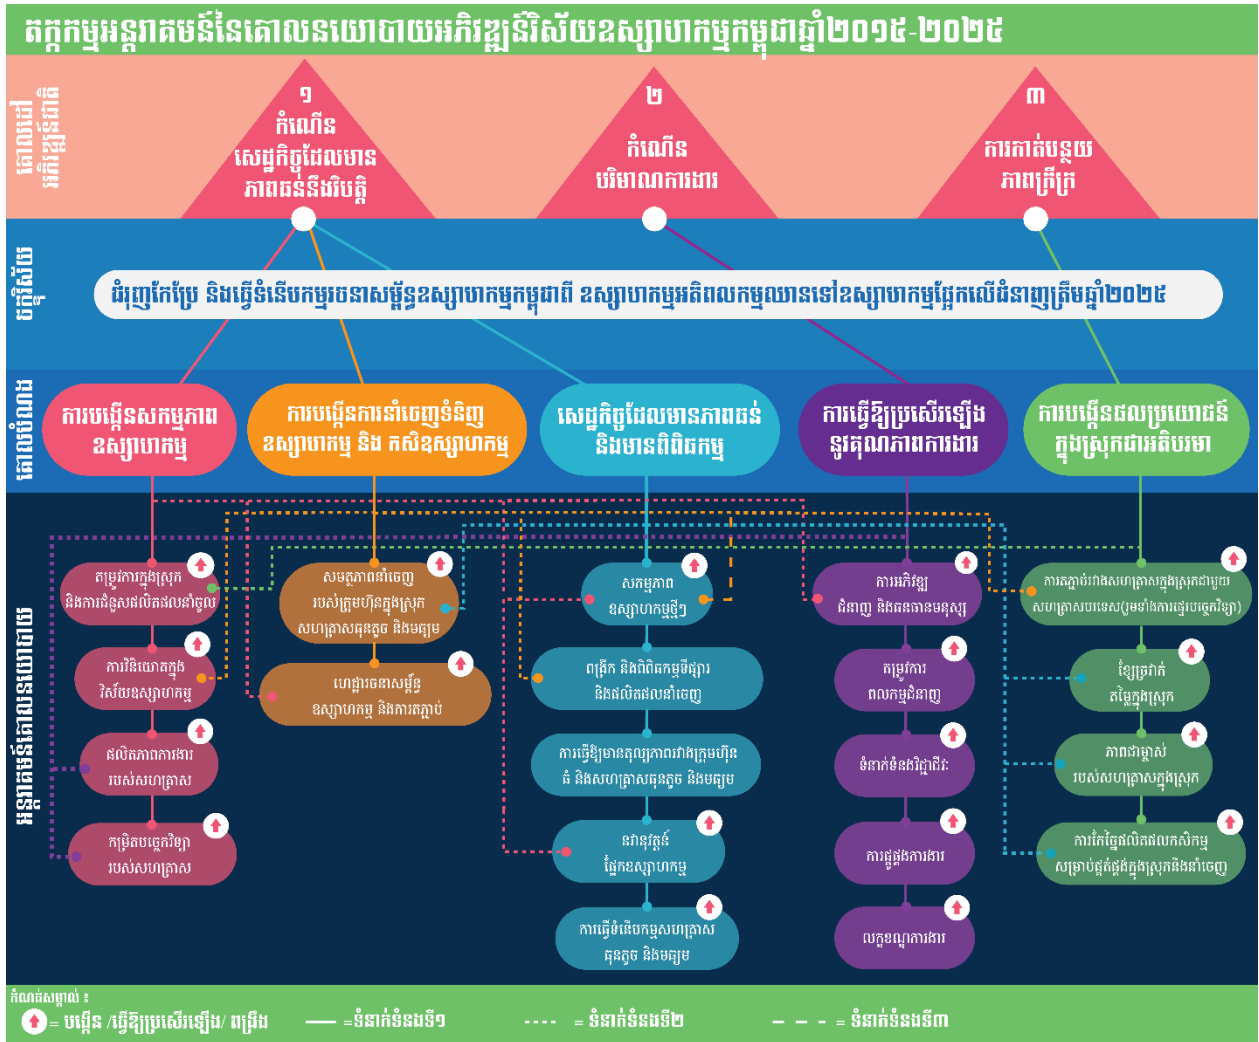 តក្កកម្មអន្តរាគមន៍នៃគោលនយោបាយអភិវឌ្ឍន៍វិស័យឧស្សាហកម្មកម្ពុជាឆ្នាំ២០១៥-២០២៥
គោលដៅ
អភិវឌ្ឍន៍ជាតិ
១
កំណើន
សេដ្ឋកិច្ចដែលមាន
ភាពធន់នឹងវិបត្តិ
២
កំណើន
បរិមាណការងារ
៣
ការកាត់បន្ថយ
ភាពក្រីក្រ
ចក្ខុវិស័យ
ជំរុញកែប្រែ និងធ្វើទំនើបកម្មរចនាសម្ព័ន្ធឧស្សាហកម្មកម្ពុជាពី ឧស្សាហកម្មអតិពលកម្មឈានទៅឧស្សាហកម្មផ្អែកលើជំនាញត្រឹមឆ្នាំ២០២៥
គោលបំណង
ការបង្កើនសកម្មភាព
ឧស្សាហកម្ម
ការបង្កើនការនាំចេញទំនិញ
ឧស្សាហកម្ម និង កសិឧស្សាហកម្ម
សេដ្ឋកិច្ចដែលមានភាពធន់
និងមានពិពិធកម្ម
ការធ្វើឱ្យប្រសើរឡើង
នូវគុណភាពការងារ
ការបង្កើនផលប្រយោជន៍
ក្នុងស្រុកជាអតិបរមា
អន្តរាគមន៍គោលនយោបាយ
តម្រូវការក្នុងស្រុក
និងការជំនួសផលិតផលនាំចូល
ការវិនិយោគក្នុង
វិស័យឧស្សាហកម្ម
ផលិតភាពការងារ
របស់សហគ្រាស
កម្រិតបច្ចេកវិទ្យា
របស់សហគ្រាស
សមត្ថភាពនាំចេញ
របស់ក្រុមហ៊ុនក្នុងស្រុក
សហគ្រាសធុនតូច និងមធ្យម
ហេដ្ឋារចនាសម្ព័ន្ធ
ឧស្សាហកម្ម និងការតភ្ជាប់
សកម្មភាព
ឧស្សាហកម្មថ្មីៗ
ពង្រីក និងពិពិធកម្មទីផ្សារ
និងផលិតផលនាំចេញ
ការធ្វើឱ្យមានតុល្យភាពរវាងក្រុមហ៊ុន
ធំ និងសហគ្រាសធុនតូច និងមធ្យម
នវានុវត្តន៍
ផ្នែកឧស្សាហកម្ម
ការធ្វើទំនើបកម្មសហគ្រាស
ធុនតូច និងមធ្យម
ការអភិវឌ្ឍ
ជំនាញ និងធនធានមនុស្ស
តម្រូវការ
ពលកម្មជំនាញ
ទំនាក់ទំនងវិជ្ជាជីវៈ
ការផ្គូផ្គងការងារ
លក្ខខណ្ឌការងារ
ការតភ្ជាប់រវាងសហគ្រាសក្នុងស្រុកជាមួយ
សហគ្រាសបរទេស(រួមទាំងការផ្ទេរបច្ចេកវិទ្យា)
ខ្សែច្រវាក់
តម្លៃក្នុងស្រុក
ភាពជាម្ចាស់
របស់សហគ្រាសក្នុងស្រុក
ការកែច្នៃផលិតផលកសិកម្ម
សម្រាប់ផ្គត់ផ្គង់ក្នុងស្រុកនិងនាំចេញ
កំណត់សម្គាល់ ៖
= បង្កើន /ធ្វើឱ្យប្រសើរឡើង/ ពង្រឹង
=ទំនាក់ទំនងទី១
= ទំនាក់ទំនងទី២
= ទំនាក់ទំនងទី៣